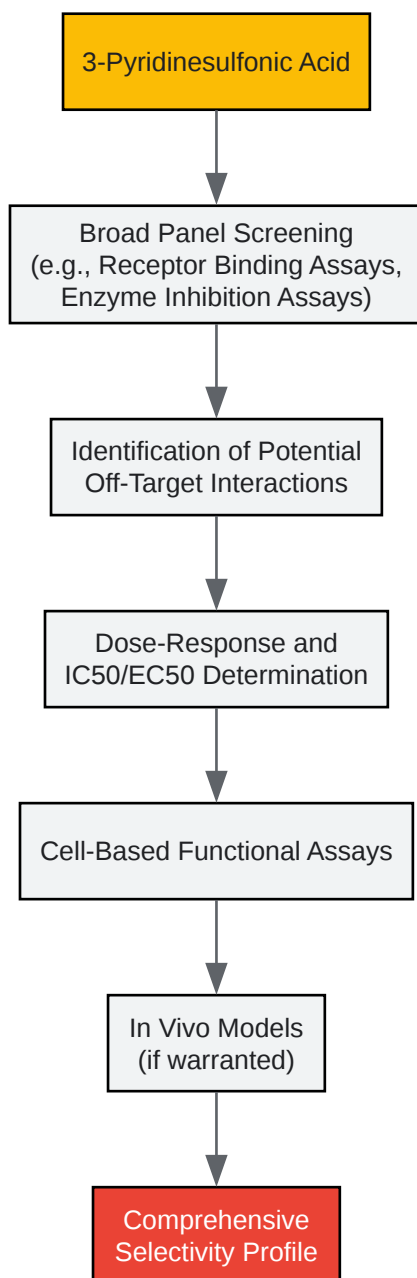 3-Pyridinesulfonic Acid
Broad Panel Screening
(e.g., Receptor Binding Assays,
Enzyme Inhibition Assays)
Identification of Potential
Off-Target Interactions
Dose-Response and
IC50/EC50 Determination
Cell-Based Functional Assays
In Vivo Models
(if warranted)
Comprehensive
Selectivity Profile